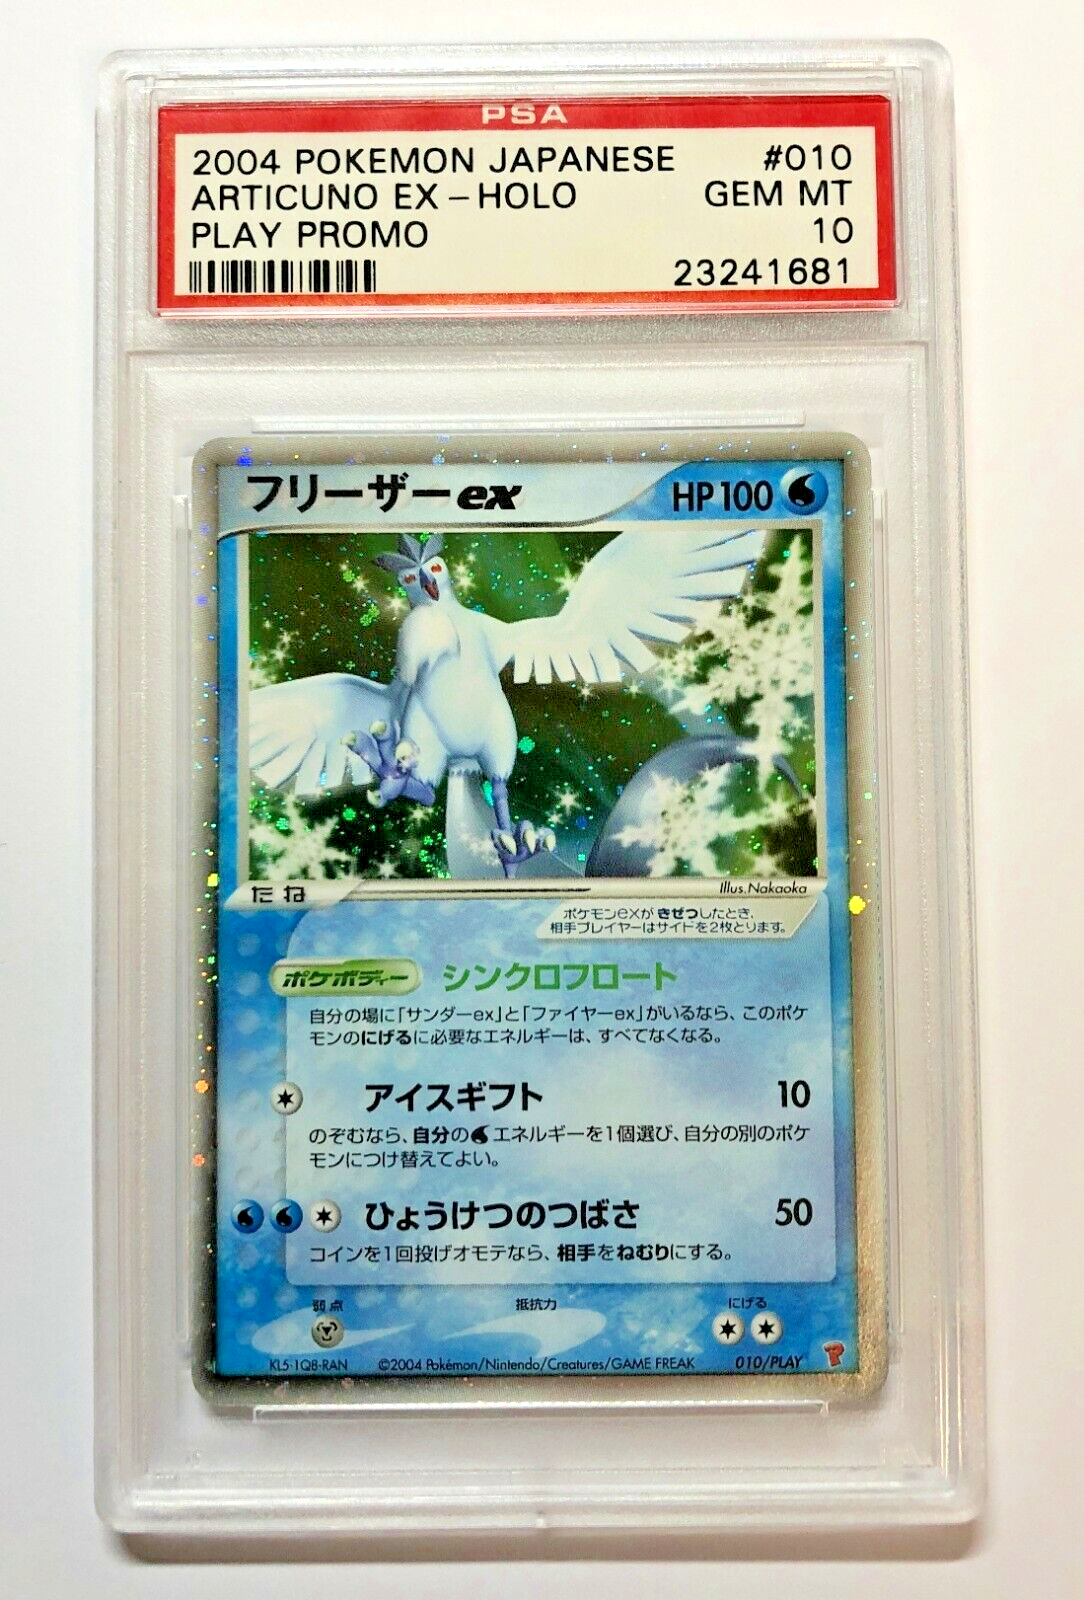 PSA
2004 POKEMON JAPANESE #010
ARTICUNO EX - HOLO GEM MT
PLAY PROMO 10
23241681
フリーザーex HP100
たね Illus.Nakaoka
ポケモンexが きぜつしたとき、
相手プレイヤーはサイドを2枚とります。
ポケボディー シンクロフロート
自分の場に「サンダーex」と「ファイヤーex」がいるなら、このポケ
モンのにげるに必要なエネルギーは、すべてなくなる。
アイスギフト 10
のぞむなら、自分のエネルギーを1個選び、自分の別のポケ
モンにつけ替えてよい。
ひょうけつのつばさ 50
コインを1回投げオモテなら、相手をねむりにする。
弱点 抵抗力 にげる
KL5-1Q8-RAN ©2004 Pokémon/Nintendo/Creatures/GAME FREAK 010/PLAY P